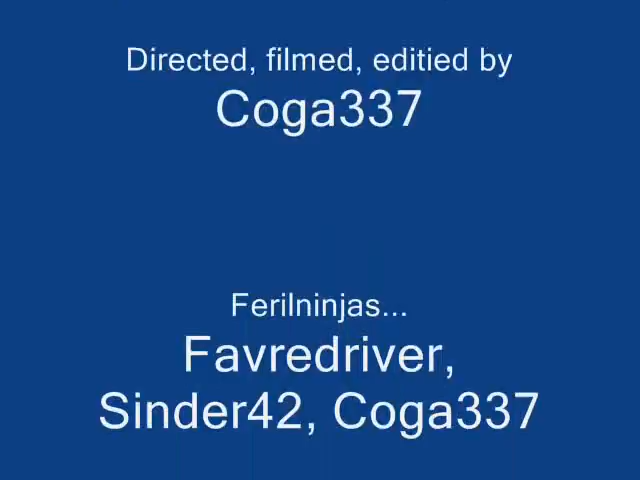 Directed, filmed, editied by
Coga337
Ferilninjas...
Favredriver,
Sinder42, Coga337